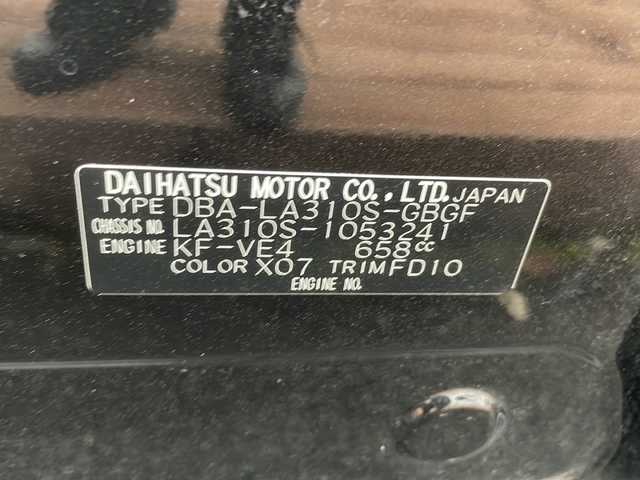 DAIHATSU MOTOR CO., LTD. JAPAN
TYPE DBA-LA310S-GBGF
CHASSIS NO. LA310S-1053241
ENGINE KF-VE4 658cc
COLOR X07 TRIM FD10
ENGINE NO.